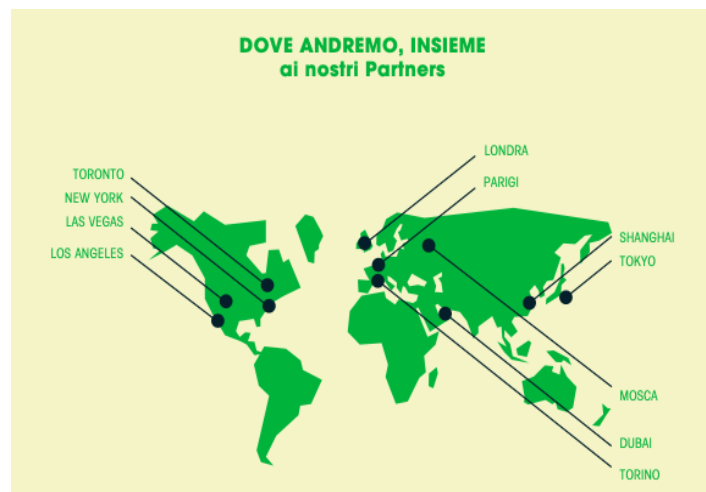 DOVE ANDREMO, INSIEME
ai nostri Partners
TORONTO
NEW YORK
LAS VEGAS
LOS ANGELES
LONDRA
PARIGI
SHANGHAI
TOKYO
MOSCA
DUBAI
TORINO